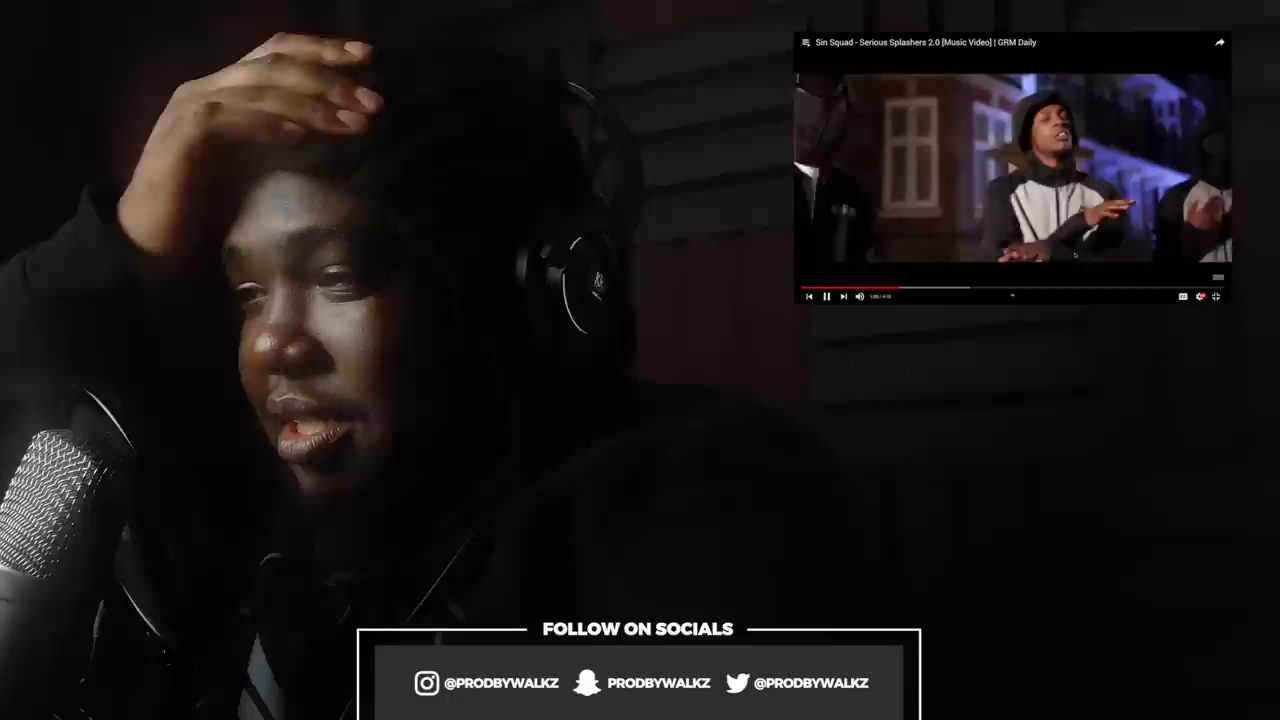 Sin Squad - Serious Splashers 2.0 [Music Video] | GRM Daily
FOLLOW ON SOCIALS
@PRODBYWALKZ PRODBYWALKZ @PRODBYWALKZ